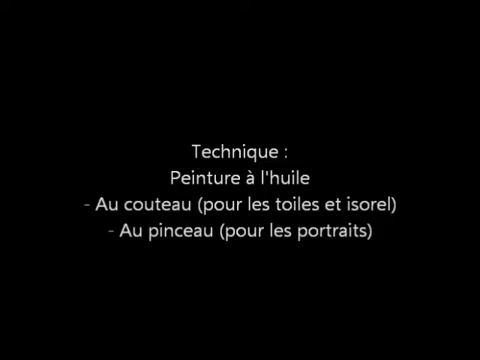 Technique :
Peinture à l'huile
- Au couteau (pour les toiles et isorel)
- Au pinceau (pour les portraits)